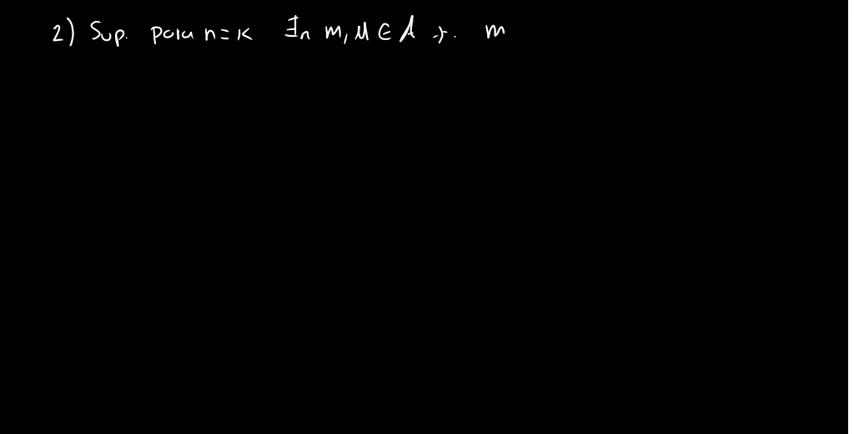 2) Sup. para n=k ∃n m, M ∈ A +. m